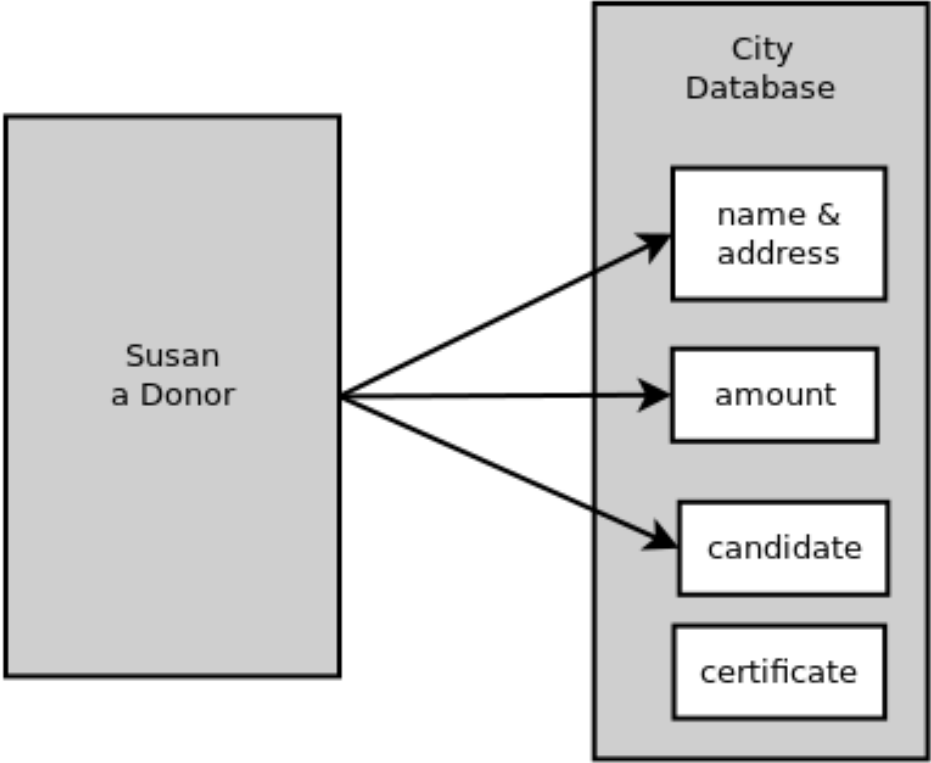 Susan
a Donor
City
Database
name &
address
amount
candidate
certificate